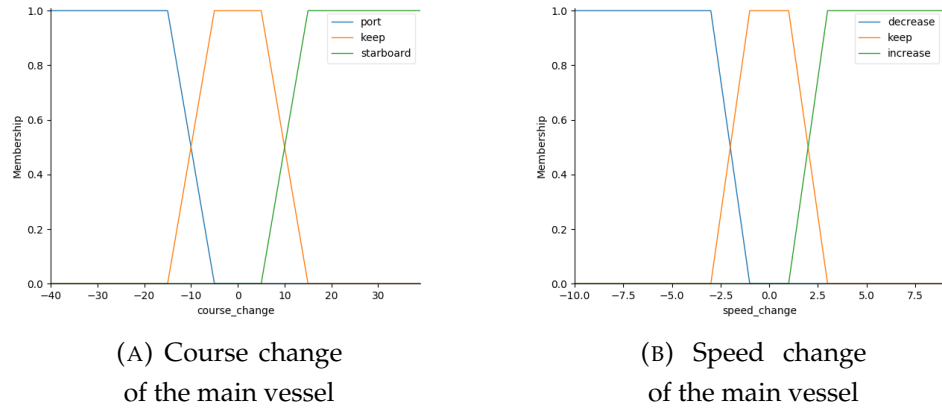 1.0
0.8
0.6
0.4
0.2
0.0
Membership
−40 −30 −20 −10 0 10 20 30
course_change
port
keep
starboard
(A) Course change
of the main vessel
1.0
0.8
0.6
0.4
0.2
0.0
Membership
−10.0 −7.5 −5.0 −2.5 0.0 2.5 5.0 7.5
speed_change
decrease
keep
increase
(B) Speed change
of the main vessel